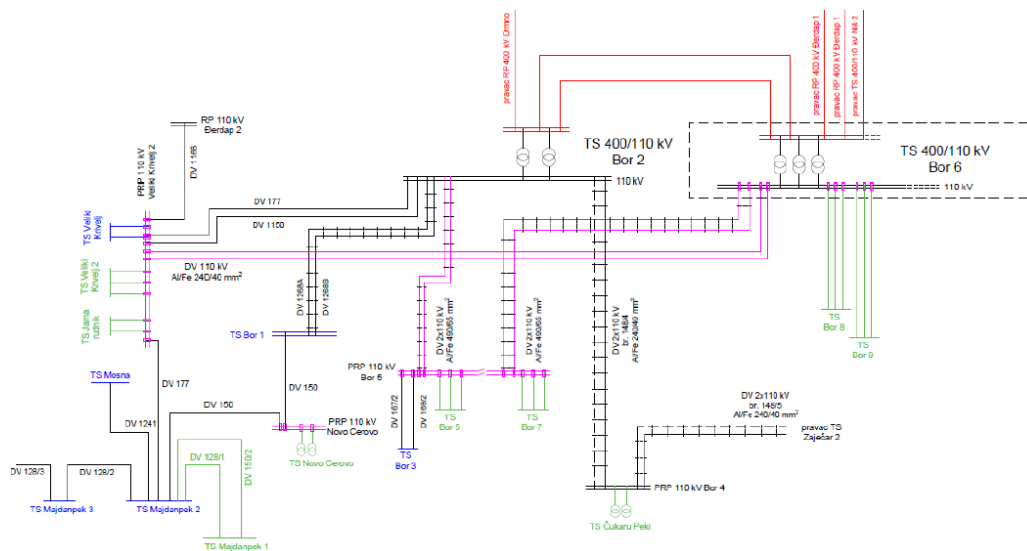 pravac RP 400 kV Drmno
pravac RP 400 kV Đerdap 1
pravac RP 400 kV Đerdap 1
pravac TS 400/110 kV Niš 2
RP 110 kV
Đerdap 2
DV 1166
PRP 110 kV
Veliki Krivelj 2
TS 400/110 kV
Bor 2
110 kV
TS 400/110 kV
Bor 6
110 kV
TS Veliki
Krivelj
DV 177
DV 1150
DV 110 kV
Al/Fe 240/40 mm²
TS Veliki
Krivelj 2
TS Jama
rudnik
DV 1268A
DV 1268B
TS Bor 1
DV 2x110 kV
Al/Fe 490/65 mm²
DV 2x110 kV
Al/Fe 490/65 mm²
DV 2x110 kV
br. 148/4
Al/Fe 240/40 mm²
TS
Bor 8
TS
Bor 9
PRP 110 kV
Bor 5
TS Mosna
DV 177
DV 150
DV 1241
DV 150
PRP 110 kV
Novo Cerovo
TS Novo Cerovo
DV 167/2
DV 169/2
TS
Bor 3
TS
Bor 5
TS
Bor 7
DV 2x110 kV
br. 148/5
Al/Fe 240/40 mm²
pravac TS
Zaječar 2
DV 128/3
DV 128/2
DV 128/1
DV 150/2
TS Majdanpek 3
TS Majdanpek 2
TS Majdanpek 1
PRP 110 kV Bor 4
TS Čukaru Peki